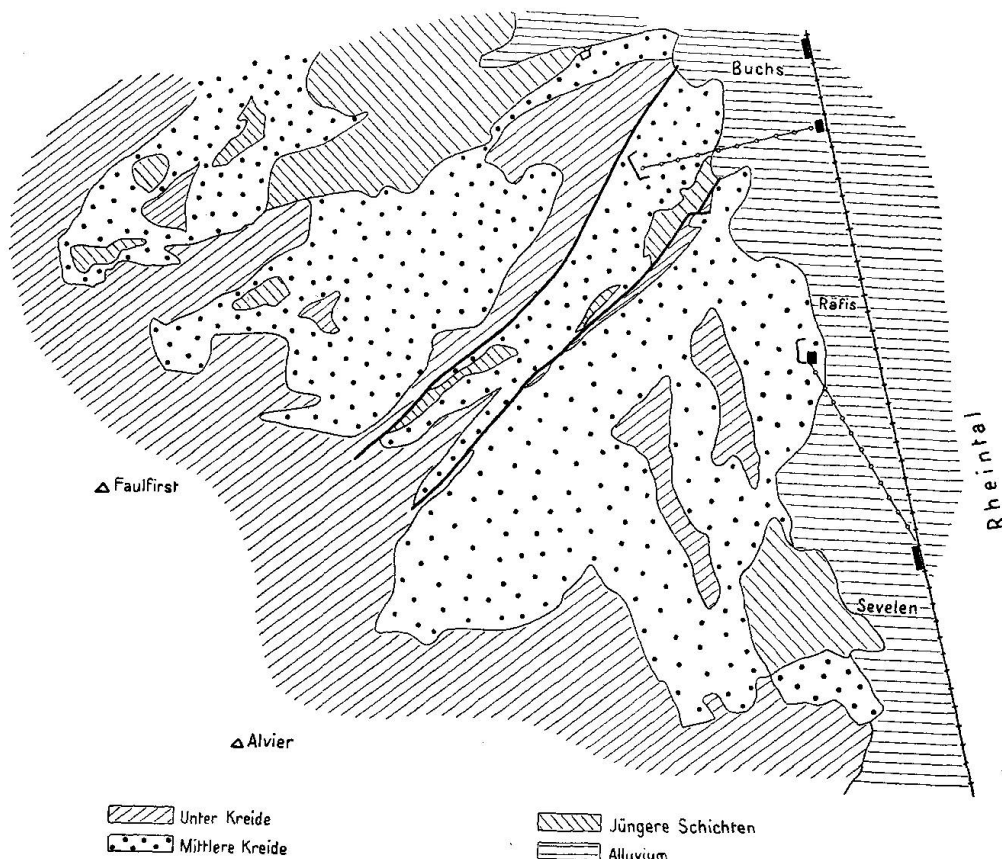 Buchs
Räfis
Rheintal
Faulfirst
Sevelen
Alvier
Unter Kreide
Mittlere Kreide
Jüngere Schichten
Alluvium